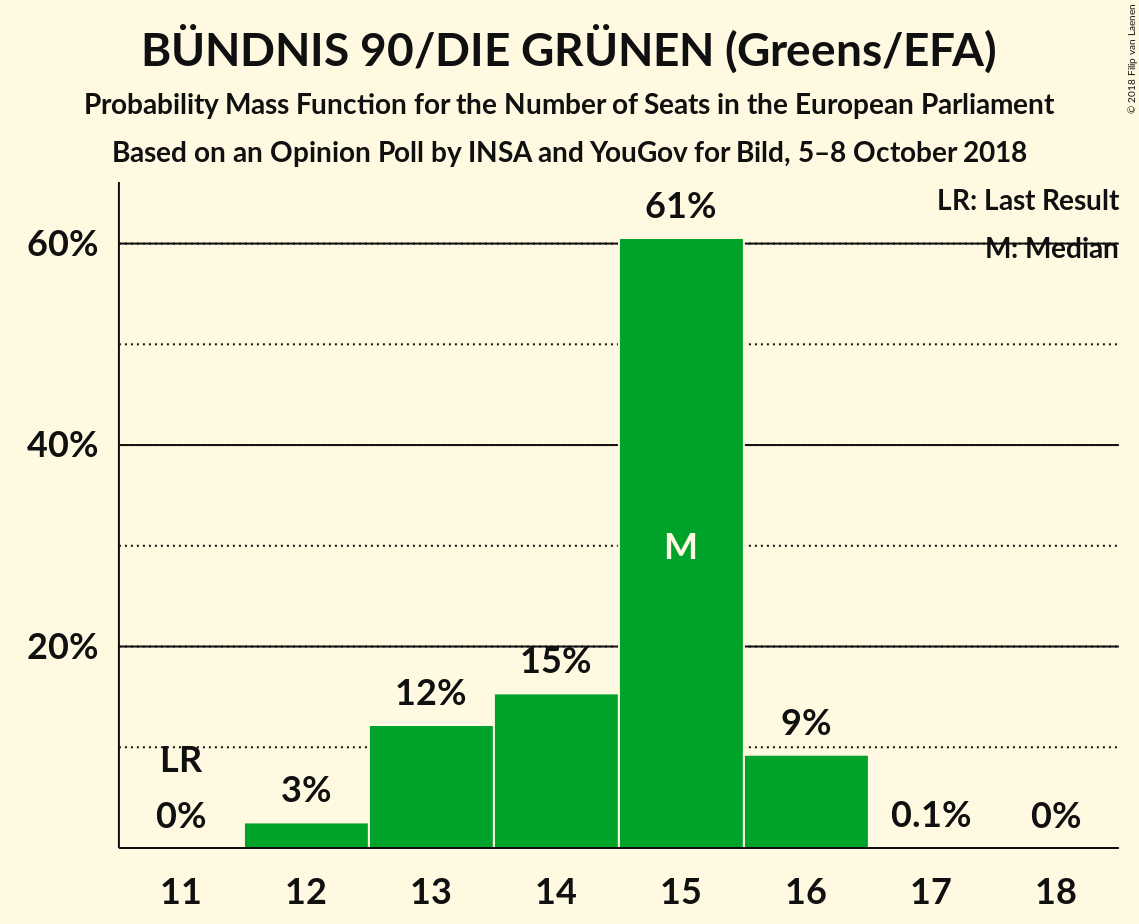 BÜNDNIS 90/DIE GRÜNEN (Greens/EFA)
Probability Mass Function for the Number of Seats in the European Parliament
Based on an Opinion Poll by INSA and YouGov for Bild, 5–8 October 2018
© 2018 Filip van Laenen
LR: Last Result
M: Median
60%
40%
20%
61%
M
15%
12%
9%
LR
3%
0%
0.1%
0%
11 12 13 14 15 16 17 18